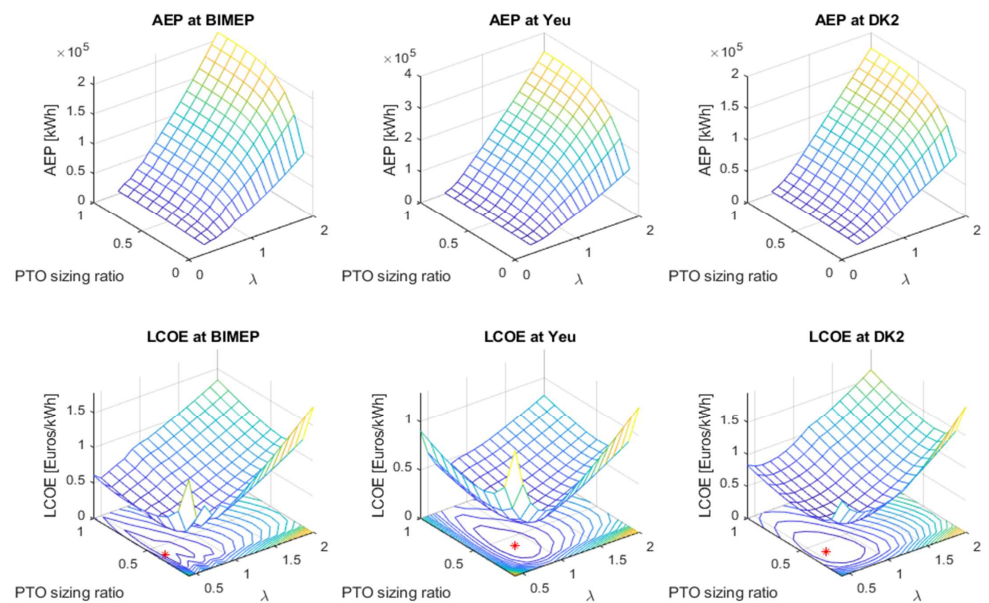 AEP at BIMEP
AEP at Yeu
AEP at DK2
×10⁵
2
1.5
1
0.5
0
AEP [kWh]
1
0.5
0
PTO sizing ratio
0
1
2
λ
×10⁵
4
3
2
1
0
AEP [kWh]
1
0.5
0
PTO sizing ratio
0
1
2
λ
×10⁵
2
1.5
1
0.5
0
AEP [kWh]
1
0.5
0
PTO sizing ratio
0
1
2
λ
LCOE at BIMEP
LCOE at Yeu
LCOE at DK2
1.5
1
0.5
0
LCOE [Euros/kWh]
1
0.5
PTO sizing ratio
0.5
1
1.5
2
λ
1
0.5
0
LCOE [Euros/kWh]
1
0.5
PTO sizing ratio
0.5
1
1.5
2
λ
1.5
1
0.5
0
LCOE [Euros/kWh]
1
0.5
PTO sizing ratio
0.5
1
1.5
2
λ